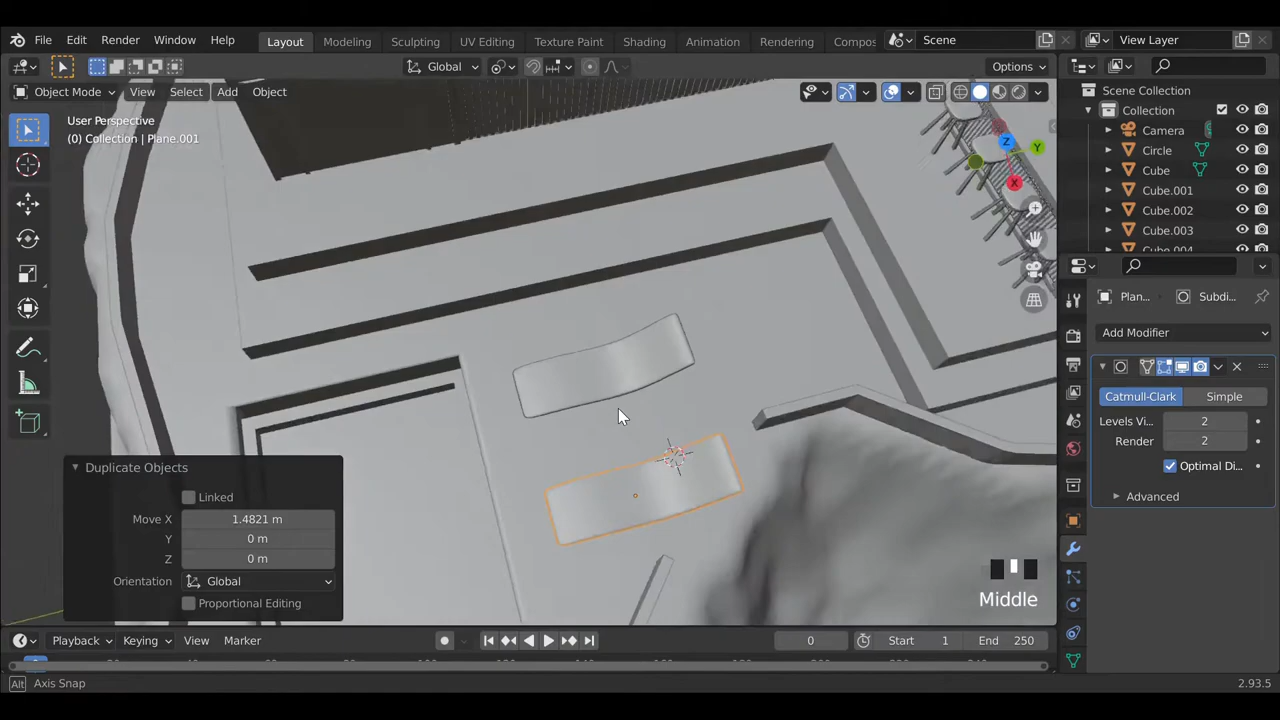 File Edit Render Window Help Layout Modeling Sculpting UV Editing Texture Paint Shading Animation Rendering Compos Scene View Layer
Global Options
Object Mode View Select Add Object
User Perspective
(0) Collection | Plane.001
Scene Collection
Collection
Camera
Circle
Cube
Cube.001
Cube.002
Cube.003
Cube.004
Z
Y
X
Plan.. Subdi...
Add Modifier
Catmull-Clark Simple
Levels Vi... 2
Render 2
Optimal Di...
Advanced
Duplicate Objects
Linked
Move X 1.4821 m
Y 0 m
Z 0 m
Orientation Global
Proportional Editing
Middle
Playback Keying View Marker 0 Start 1 End 250
Alt Axis Snap 2.93.5